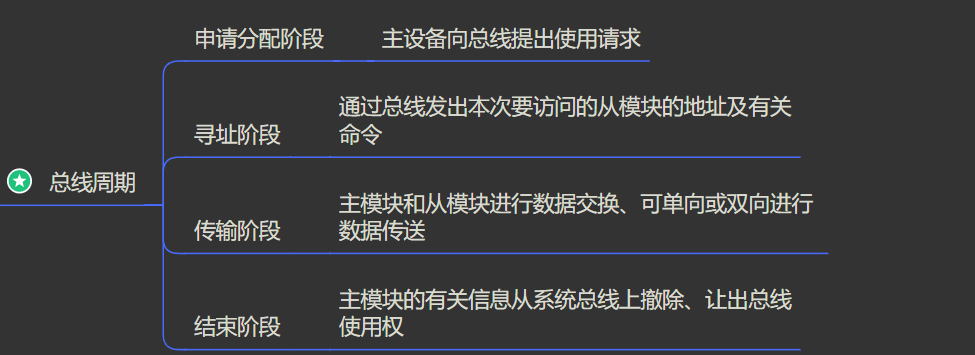 申请分配阶段
主设备向总线提出使用请求
寻址阶段
通过总线发出本次要访问的从模块的地址及有关
命令
总线周期
传输阶段
主模块和从模块进行数据交换、可单向或双向进行
数据传送
结束阶段
主模块的有关信息从系统总线上撤除、让出总线
使用权